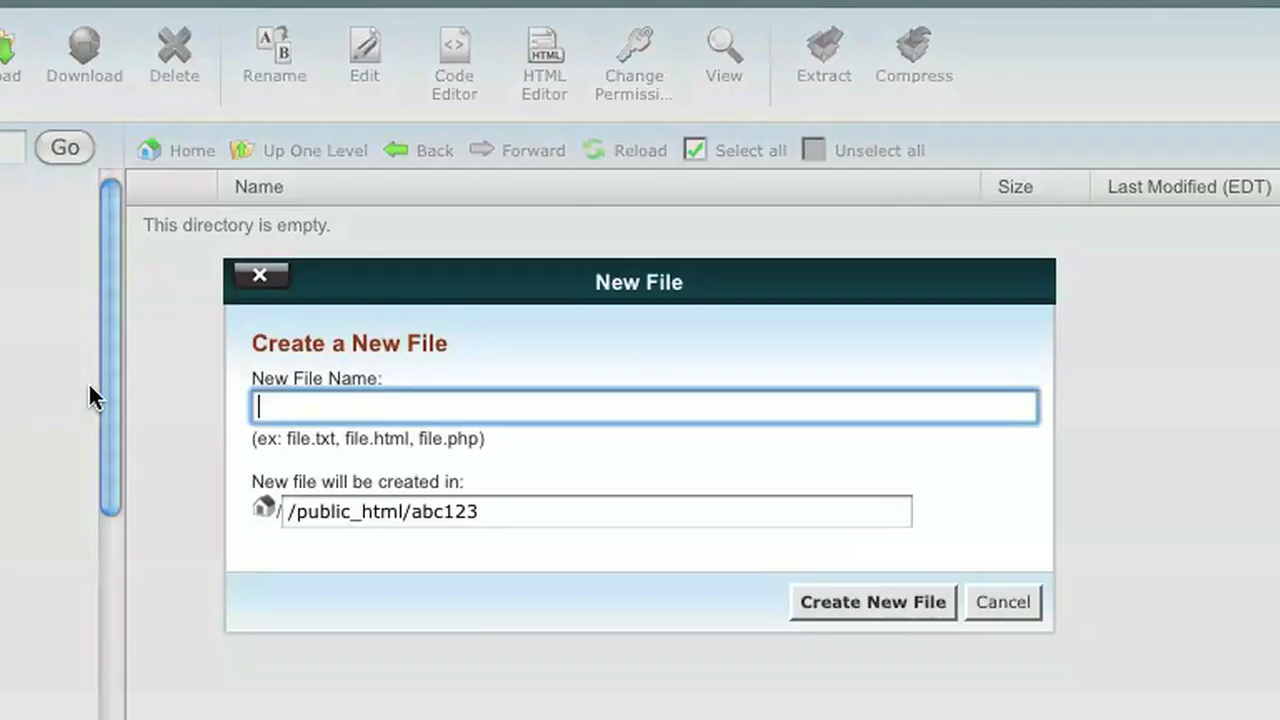 ad Download Delete Rename Edit Code Editor HTML Editor Change Permissi... View Extract Compress
Go Home Up One Level Back Forward Reload Select all Unselect all
Name Size Last Modified (EDT)
This directory is empty.
New File
Create a New File
New File Name:
(ex: file.txt, file.html, file.php)
New file will be created in:
/ /public_html/abc123
Create New File Cancel